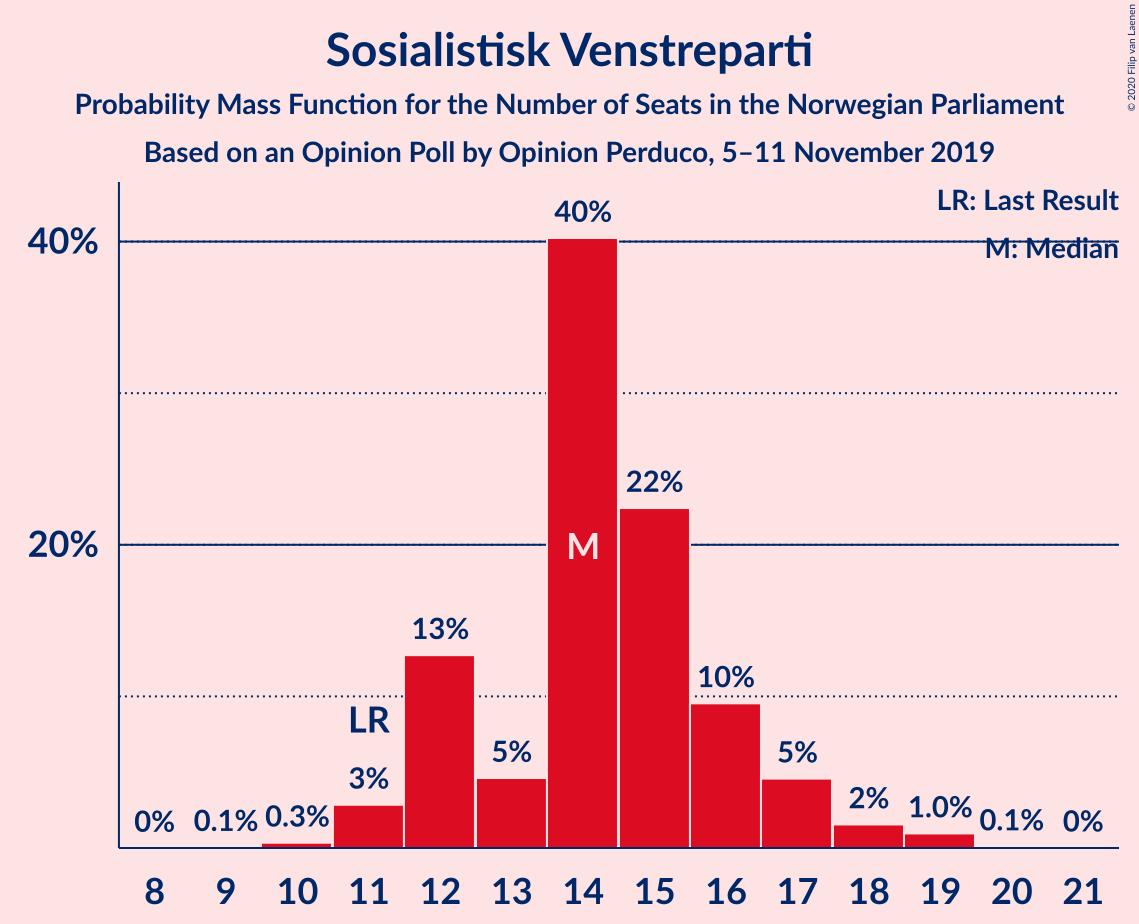 Sosialistisk Venstreparti
Probability Mass Function for the Number of Seats in the Norwegian Parliament
Based on an Opinion Poll by Opinion Perduco, 5–11 November 2019
© 2020 Filip van Laenen
LR: Last Result
M: Median
40%
20%
0%
0.1%
0.3%
3%
LR
13%
5%
40%
M
22%
10%
5%
2%
1.0%
0.1%
0%
8 9 10 11 12 13 14 15 16 17 18 19 20 21